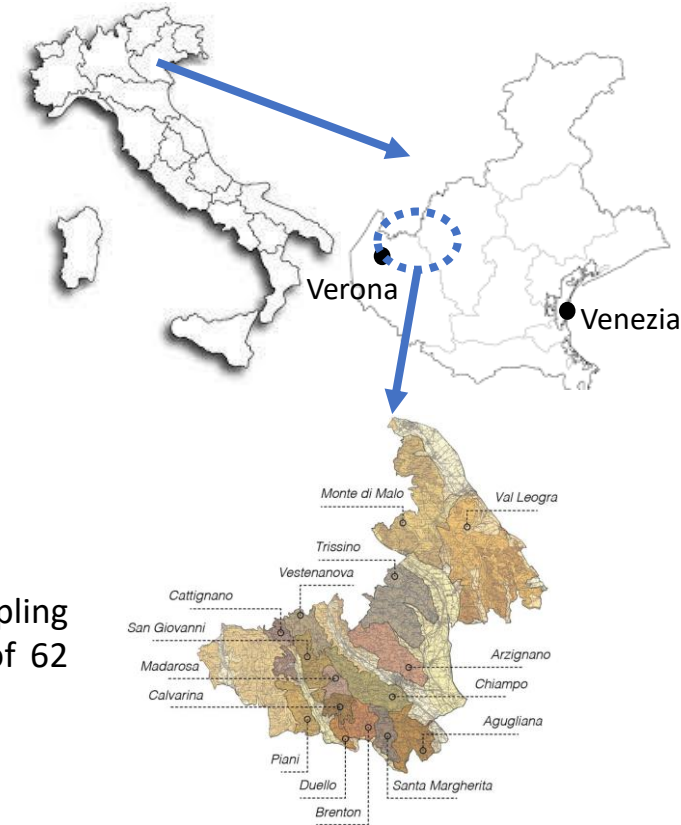 Verona
Venezia
Monte di Malo
Val Leogra
Trissino
Vestenanova
Cattignano
San Giovanni
Madarosa
Arzignano
Calvarina
Chiampo
Agugliana
Piani
Duello
Santa Margherita
Brenton
pling
of 62